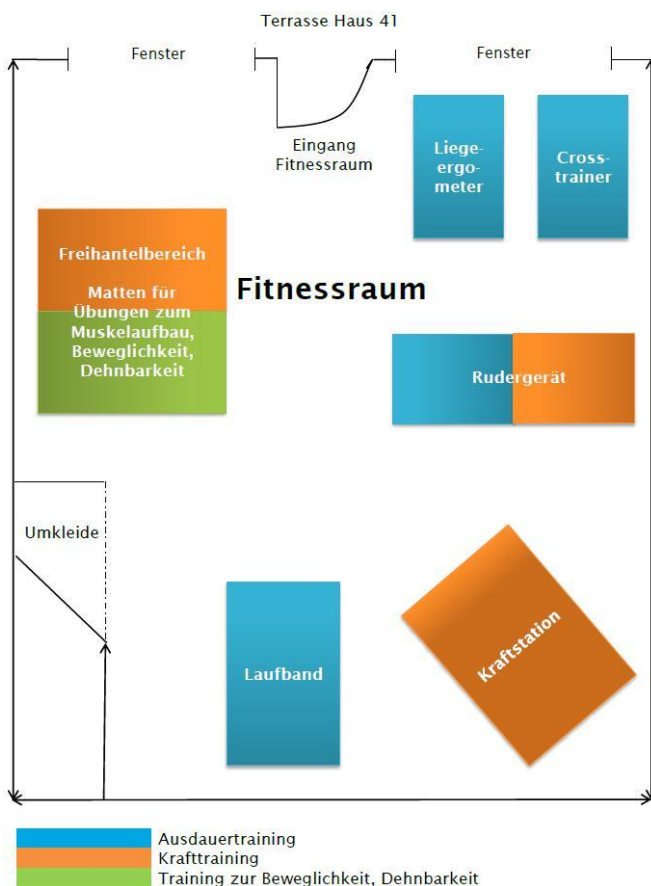 Terrasse Haus 41
Fenster
Fenster
Eingang
Fitnessraum
Liege-
ergo-
meter
Cross-
trainer
Freihantelbereich
Matten für
Übungen zum
Muskelaufbau,
Beweglichkeit,
Dehnbarkeit
Fitnessraum
Rudergerät
Umkleide
Laufband
Kraftstation
Ausdauertraining
Krafttraining
Training zur Beweglichkeit, Dehnbarkeit